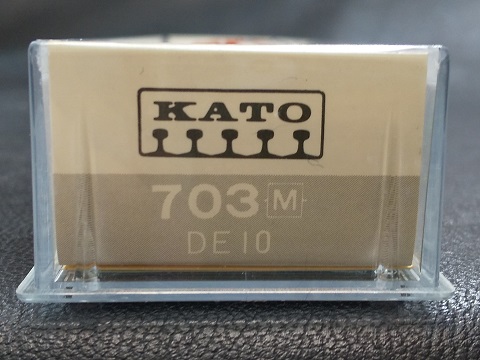 KATO
703-M-
DE10